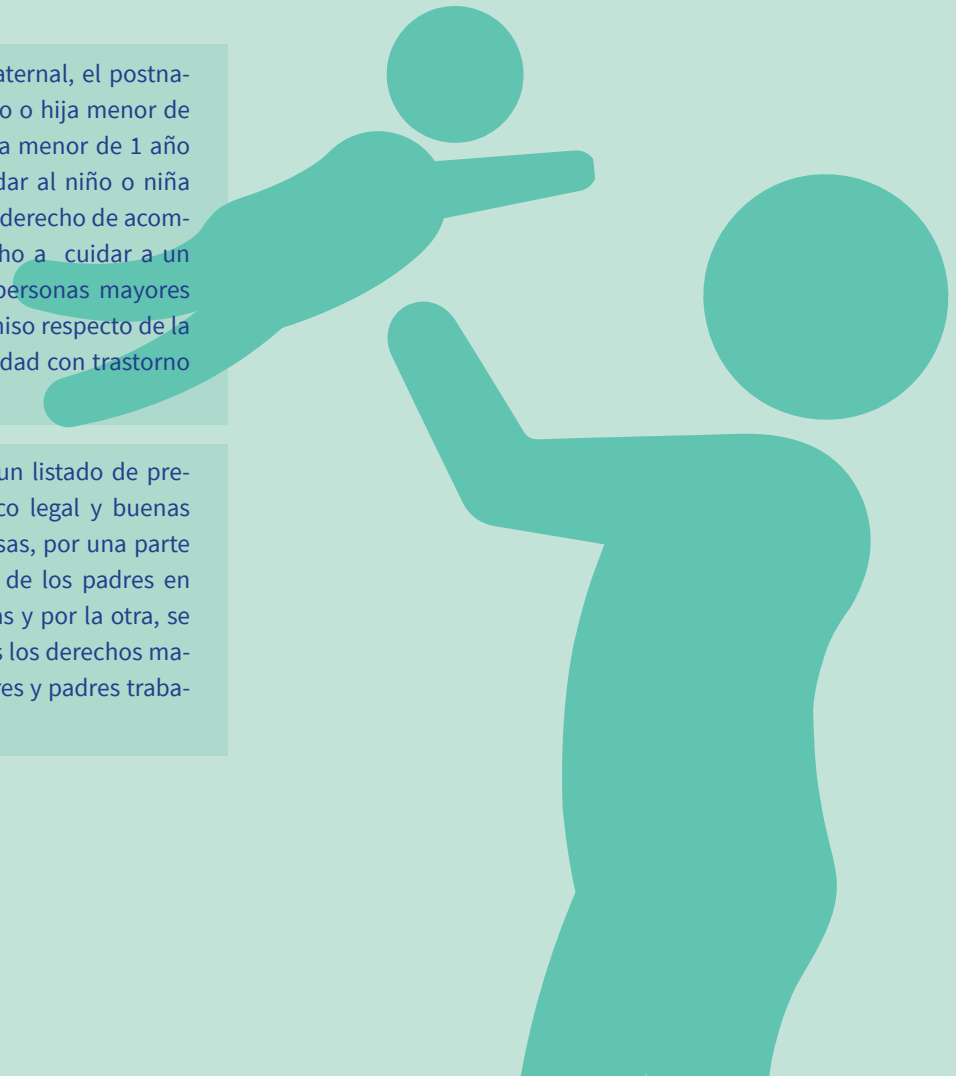 aternal, el postna-
o o hija menor de
a menor de 1 año
dar al niño o niña
derecho de acom-
ho a cuidar a un
personas mayores
niso respecto de la
dad con trastorno
un listado de pre-
co legal y buenas
sas, por una parte
de los padres en
as y por la otra, se
s los derechos ma-
res y padres traba-